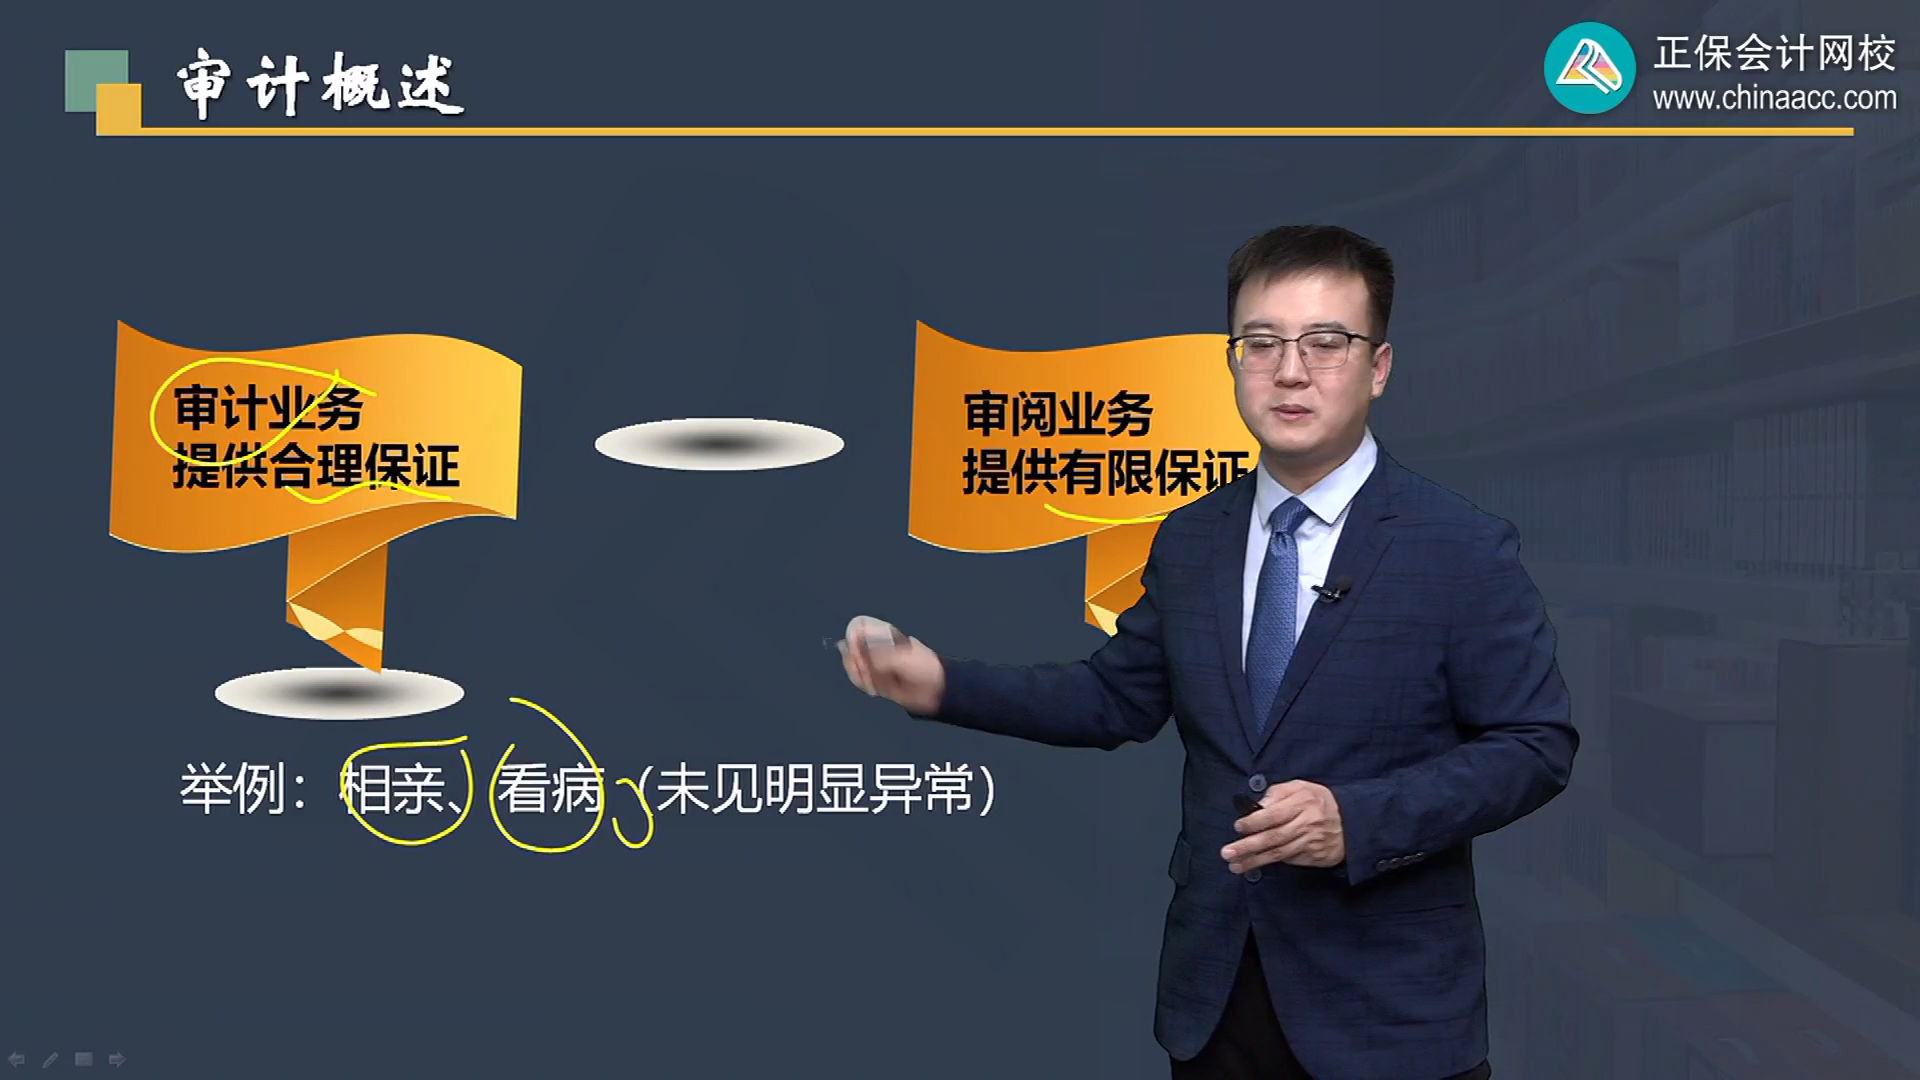 审计概述
正保会计网校
www.chinaacc.com
审计业务
提供合理保证
审阅业务
提供有限保证
举例：相亲、看病（未见明显异常）